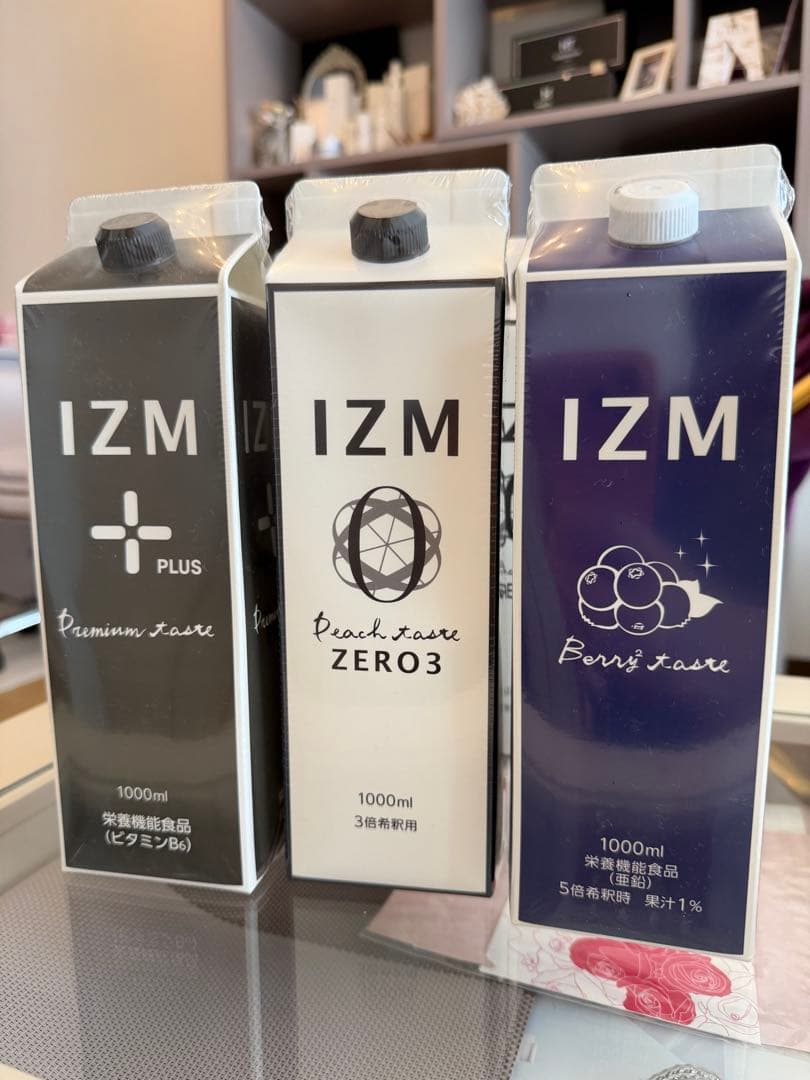 IZM
PLUS
Premium taste
1000ml
栄養機能食品
(ビタミンB6)
IZM
0
Peach taste
ZERO3
1000ml
3倍希釈用
IZM
Berry² taste
1000ml
栄養機能食品
(亜鉛)
5倍希釈時 果汁1%